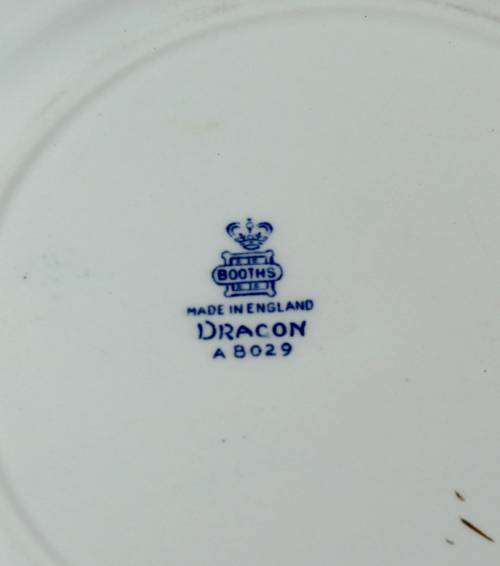 BOOTHS
MADE IN ENGLAND
DRACON
A 8029